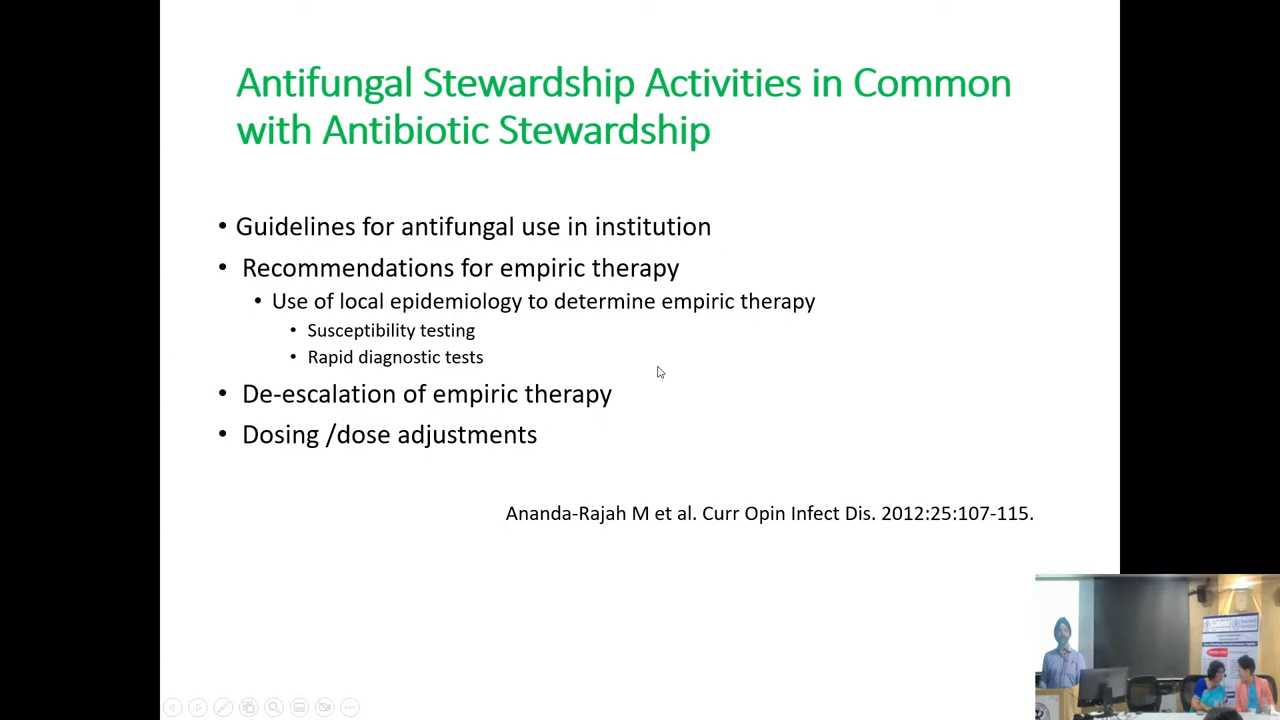 Antifungal Stewardship Activities in Common
with Antibiotic Stewardship
• Guidelines for antifungal use in institution
• Recommendations for empiric therapy
• Use of local epidemiology to determine empiric therapy
• Susceptibility testing
• Rapid diagnostic tests
• De-escalation of empiric therapy
• Dosing /dose adjustments
Ananda-Rajah M et al. Curr Opin Infect Dis. 2012:25:107-115.